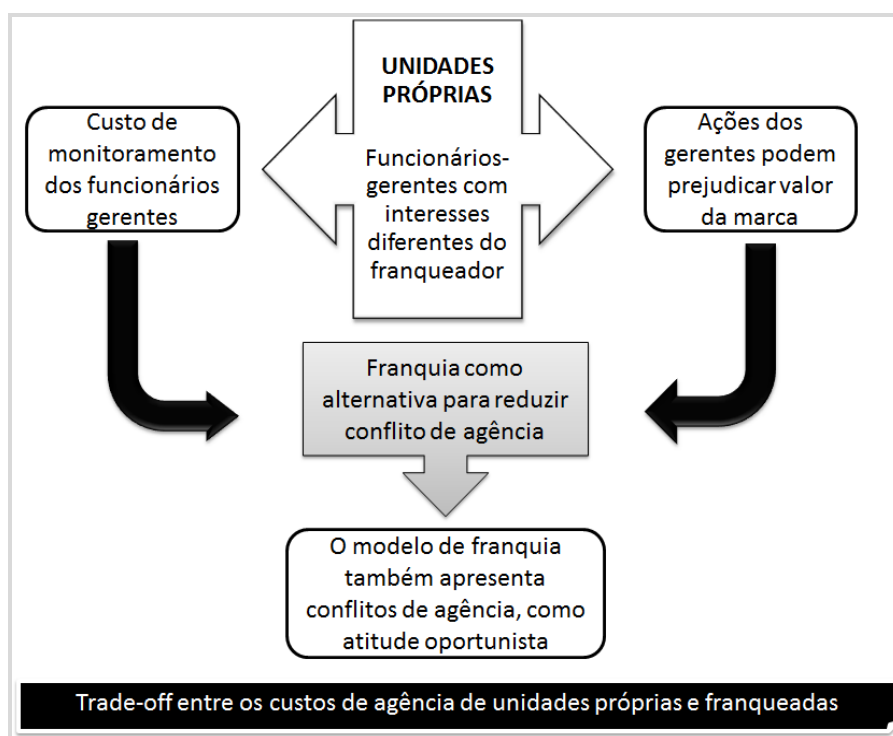 UNIDADES
PRÓPRIAS
Funcionários-
gerentes com
interesses
diferentes do
franqueador
Custo de
monitoramento
dos funcionários
gerentes
Ações dos
gerentes podem
prejudicar valor
da marca
Franquia como
alternativa para reduzir
conflito de agência
O modelo de franquia
também apresenta
conflitos de agência, como
atitude oportunista
Trade-off entre os custos de agência de unidades próprias e franqueadas